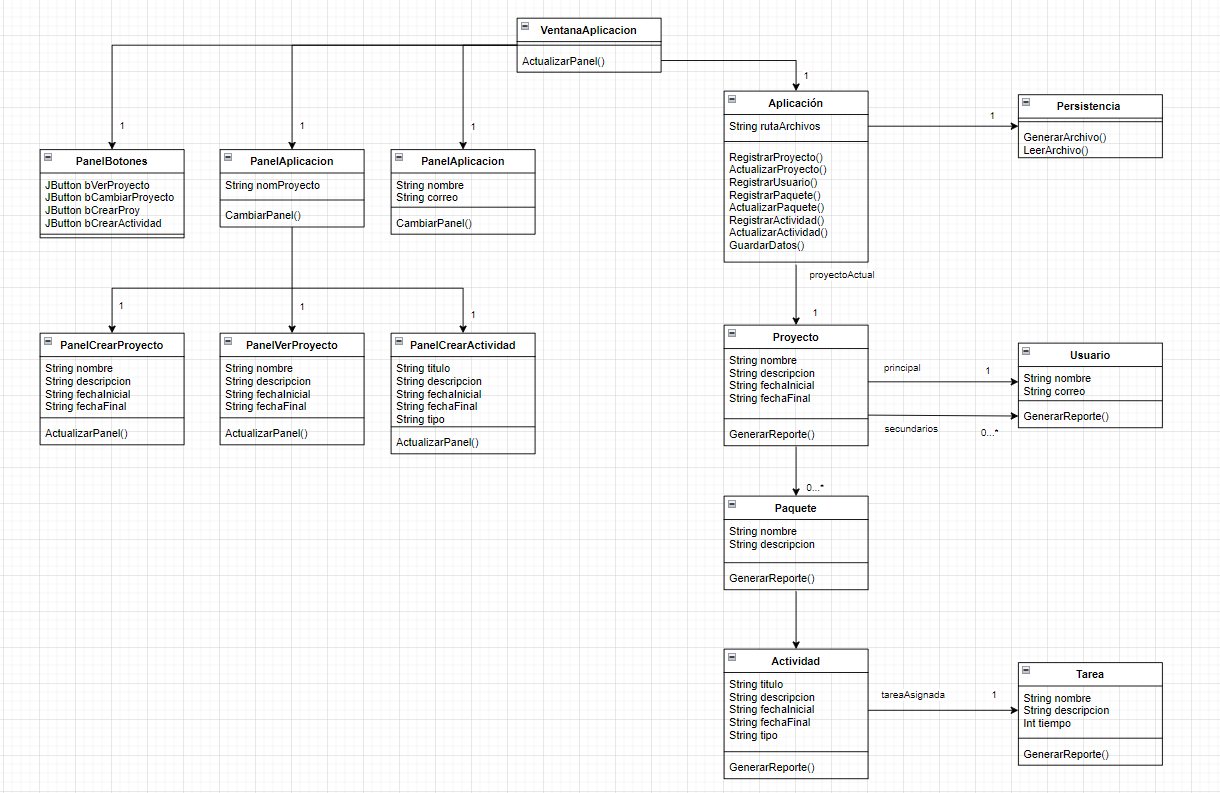 VentanaAplicacion
ActualizarPanel()
1
1
1
1
Aplicación
String rutaArchivos
RegistrarProyecto()
ActualizarProyecto()
RegistrarUsuario()
RegistrarPaquete()
ActualizarPaquete()
RegistrarActividad()
ActualizarActividad()
GuardarDatos()
1
Persistencia
GenerarArchivo()
LeerArchivo()
PanelBotones
JButton bVerProyecto
JButton bCambiarProyecto
JButton bCrearProy
JButton bCrearActividad
PanelAplicacion
String nomProyecto
CambiarPanel()
PanelAplicacion
String nombre
String correo
CambiarPanel()
1
1
1
PanelCrearProyecto
String nombre
String descripcion
String fechaInicial
String fechaFinal
ActualizarPanel()
PanelVerProyecto
String nombre
String descripcion
String fechaInicial
String fechaFinal
ActualizarPanel()
PanelCrearActividad
String titulo
String descripcion
String fechaInicial
String fechaFinal
String tipo
ActualizarPanel()
proyectoActual
1
Proyecto
String nombre
String descripcion
String fechaInicial
String fechaFinal
GenerarReporte()
principal
1
secundarios
0...*
Usuario
String nombre
String correo
GenerarReporte()
0...*
Paquete
String nombre
String descripcion
GenerarReporte()
Actividad
String titulo
String descripcion
String fechaInicial
String fechaFinal
String tipo
GenerarReporte()
tareaAsignada
1
Tarea
String nombre
String descripcion
Int tiempo
GenerarReporte()